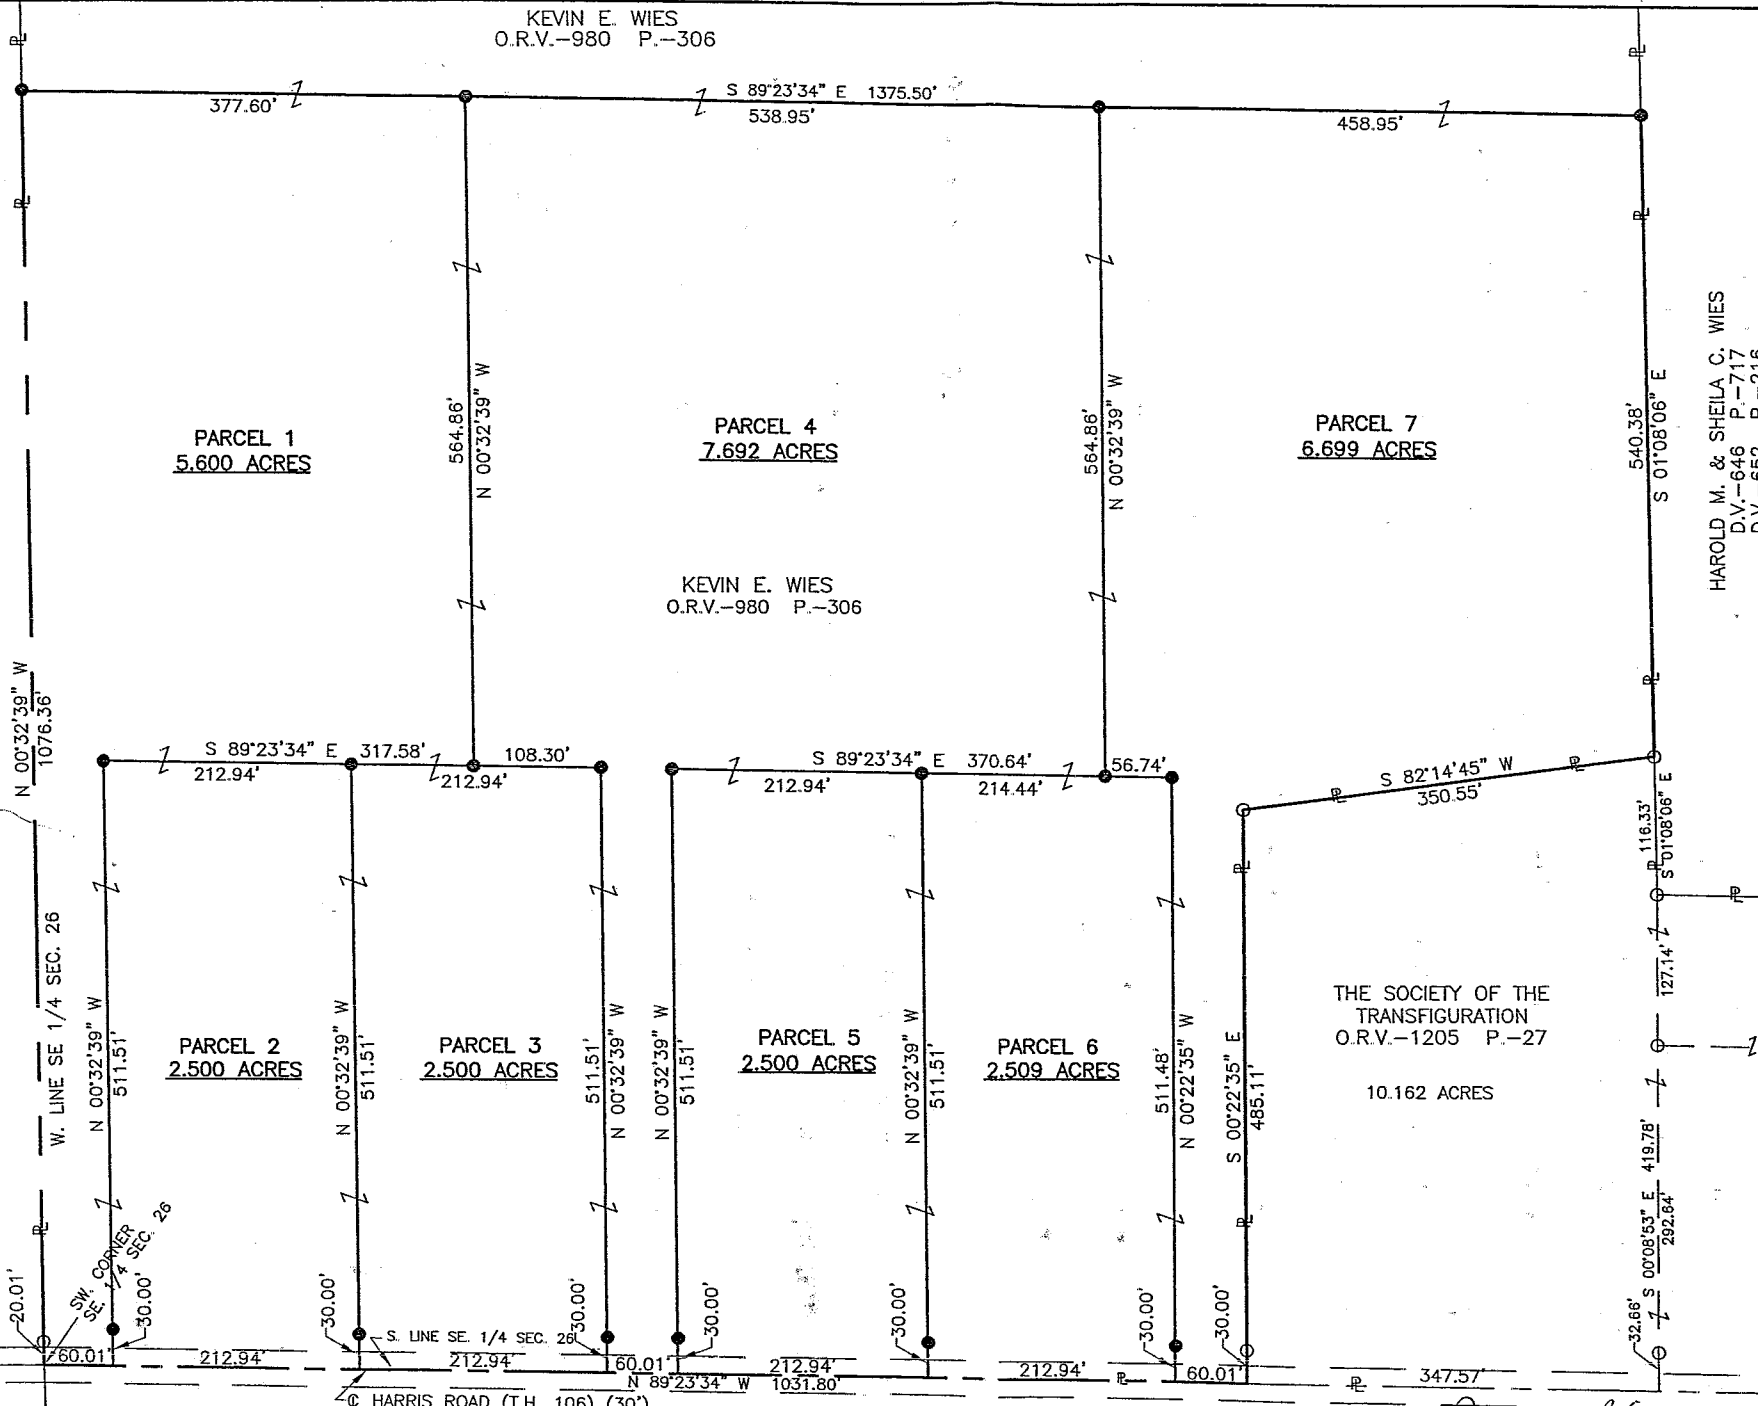 KEVIN E. WIES
O.R.V.-980 P.-306
S 89°23'34" E 1375.50'
377.60'
538.95'
458.95'
PARCEL 1
5.600 ACRES
564.86'
N 00°32'39" W
PARCEL 4
7.692 ACRES
564.86'
N 00°32'39" W
PARCEL 7
6.699 ACRES
540.38'
S 01°08'06" E
HAROLD M. & SHEILA C. WIES
D.V.-646 P.-717
KEVIN E. WIES
O.R.V.-980 P.-306
N 00°32'39" W
1076.36'
S 89°23'34" E 317.58'
108.30'
212.94'
212.94'
S 89°23'34" E 370.64'
56.74'
212.94'
214.44'
S 82°14'45" W
350.55'
116.33'
S 01°08'06" E
127.14'
W. LINE SE 1/4 SEC. 26
N 00°32'39" W
511.51'
PARCEL 2
2.500 ACRES
N 00°32'39" W
511.51'
PARCEL 3
2.500 ACRES
511.51'
N 00°32'39" W
N 00°32'39" W
511.51'
PARCEL 5
2.500 ACRES
N 00°32'39" W
511.51'
PARCEL 6
2.509 ACRES
511.48'
N 00°22'35" W
S 00°22'35" E
485.11'
THE SOCIETY OF THE
TRANSFIGURATION
O.R.V.-1205 P.-27
10.162 ACRES
S 00°08'53" E 419.78'
292.64'
32.66'
20.01'
SW. CORNER
SE. 1/4 SEC. 26
30.00'
30.00'
S. LINE SE. 1/4 SEC. 26
30.00'
30.00'
30.00'
30.00'
30.00'
60.01'
212.94'
212.94'
60.01'
212.94'
212.94'
60.01'
347.57'
N 89°23'34" W 1031.80'
℄ HARRIS ROAD (T.H. 106) (30')